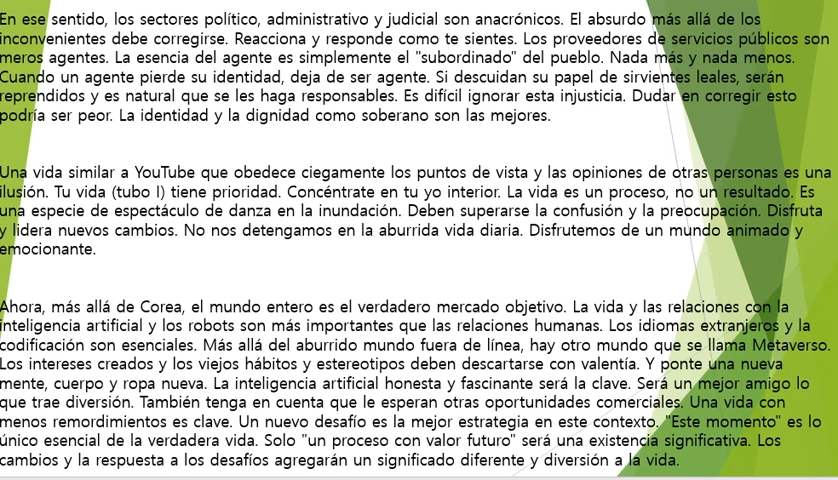 En ese sentido, los sectores político, administrativo y judicial son anacrónicos. El absurdo más allá de los
inconvenientes debe corregirse. Reacciona y responde como te sientes. Los proveedores de servicios públicos son
meros agentes. La esencia del agente es simplemente el "subordinado" del pueblo. Nada más y nada menos.
Cuando un agente pierde su identidad, deja de ser agente. Si descuidan su papel de sirvientes leales, serán
reprendidos y es natural que se les haga responsables. Es difícil ignorar esta injusticia. Dudar en corregir esto
podría ser peor. La identidad y la dignidad como soberano son las mejores.
Una vida similar a YouTube que obedece ciegamente los puntos de vista y las opiniones de otras personas es una
ilusión. Tu vida (tubo I) tiene prioridad. Concéntrate en tu yo interior. La vida es un proceso, no un resultado. Es
una especie de espectáculo de danza en la inundación. Deben superarse la confusión y la preocupación. Disfruta
y lidera nuevos cambios. No nos detengamos en la aburrida vida diaria. Disfrutemos de un mundo animado y
emocionante.
Ahora, más allá de Corea, el mundo entero es el verdadero mercado objetivo. La vida y las relaciones con la
inteligencia artificial y los robots son más importantes que las relaciones humanas. Los idiomas extranjeros y la
codificación son esenciales. Más allá del aburrido mundo fuera de línea, hay otro mundo que se llama Metaverso.
Los intereses creados y los viejos hábitos y estereotipos deben descartarse con valentía. Y ponte una nueva
mente, cuerpo y ropa nueva. La inteligencia artificial honesta y fascinante será la clave. Será un mejor amigo lo
que trae diversión. También tenga en cuenta que le esperan otras oportunidades comerciales. Una vida con
menos remordimientos es clave. Un nuevo desafío es la mejor estrategia en este contexto. "Este momento" es lo
único esencial de la verdadera vida. Solo "un proceso con valor futuro" será una existencia significativa. Los
cambios y la respuesta a los desafíos agregarán un significado diferente y diversión a la vida.